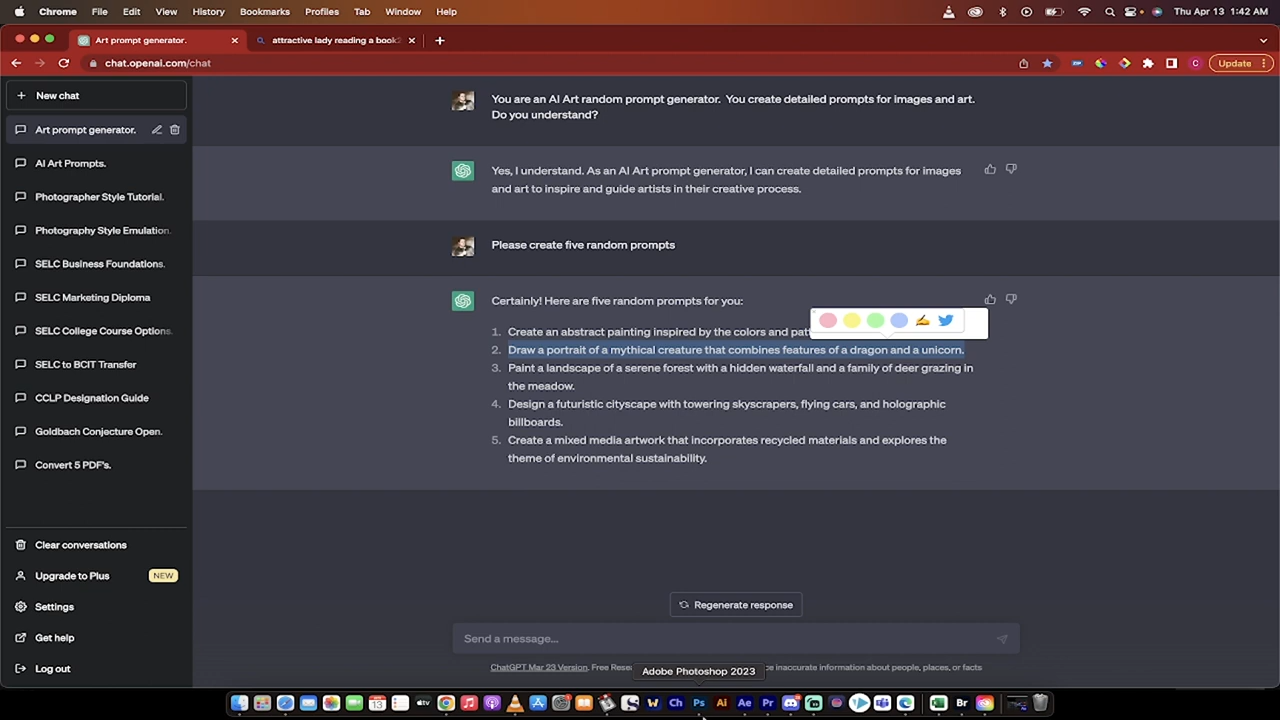 Chrome File Edit View History Bookmarks Profiles Tab Window Help Thu Apr 13 1:42 AM
Art prompt generator. attractive lady reading a book
chat.openai.com/chat Update
New chat
Art prompt generator.
AI Art Prompts.
Photographer Style Tutorial.
Photography Style Emulation.
SELC Business Foundations.
SELC Marketing Diploma
SELC College Course Options.
SELC to BCIT Transfer
CCLP Designation Guide
Goldbach Conjecture Open.
Convert 5 PDF's.
Clear conversations
Upgrade to Plus NEW
Settings
Get help
Log out
You are an AI Art random prompt generator. You create detailed prompts for images and art.
Do you understand?
Yes, I understand. As an AI Art prompt generator, I can create detailed prompts for images
and art to inspire and guide artists in their creative process.
Please create five random prompts
Certainly! Here are five random prompts for you:
1. Create an abstract painting inspired by the colors and
2. Draw a portrait of a mythical creature that combines features of a dragon and a unicorn.
3. Paint a landscape of a serene forest with a hidden waterfall and a family of deer grazing in
the meadow.
4. Design a futuristic cityscape with towering skyscrapers, flying cars, and holographic
billboards.
5. Create a mixed media artwork that incorporates recycled materials and explores the
theme of environmental sustainability.
Regenerate response
Send a message...
ChatGPT Mar 23 Version. Free inaccurate information about people, places, or facts
Adobe Photoshop 2023
W Ch Ps Ai Ae Pr Br